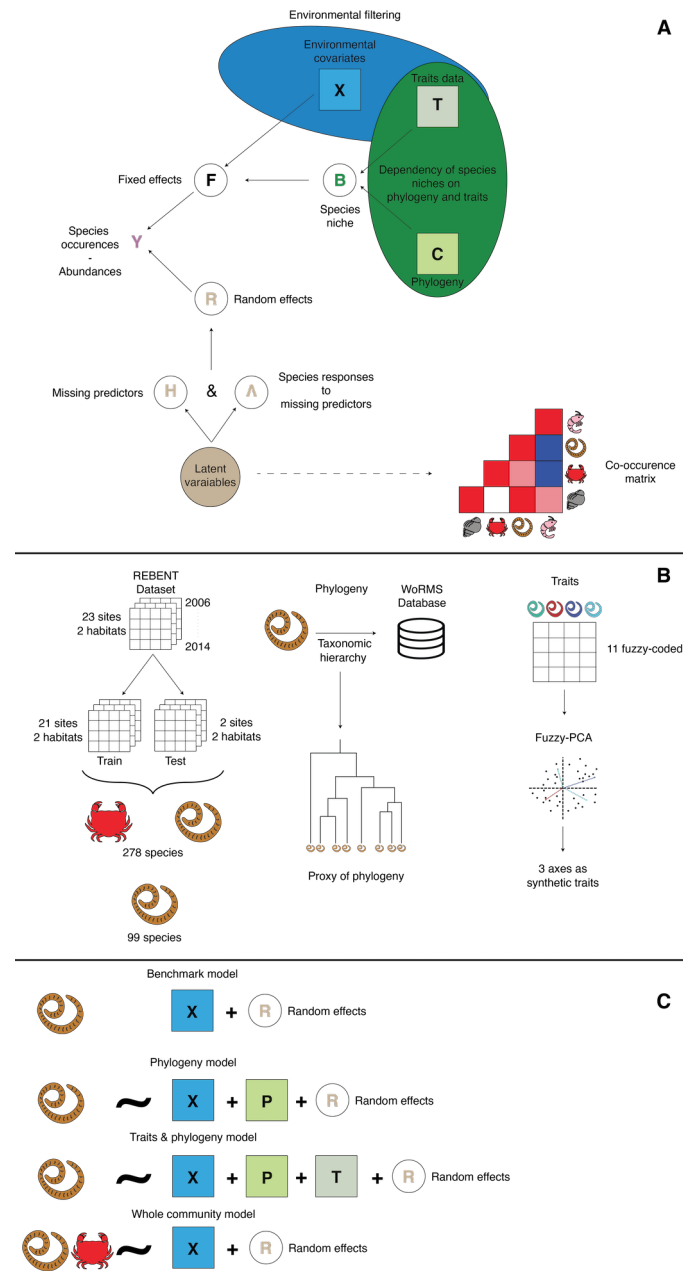 Environmental filtering
A
Environmental
covariates
X
Traits data
T
Fixed effects
F
B
Species
niche
Dependency of species
niches on
phylogeny and traits
Species
occurences
-
Abundances
Y
C
Phylogeny
R
Random effects
Missing predictors
H
&
Λ
Species responses
to
missing predictors
Latent
varaiables
Co-occurence
matrix
B
REBENT
Dataset
2006
23 sites
2 habitats
2014
21 sites
2 habitats
2 sites
2 habitats
Train
Test
278 species
99 species
Phylogeny
WoRMS
Database
Taxonomic
hierarchy
Proxy of phylogeny
Traits
11 fuzzy-coded
Fuzzy-PCA
3 axes as
synthetic traits
C
Benchmark model
X + R Random effects
Phylogeny model
~ X + P + R Random effects
Traits & phylogeny model
~ X + P + T + R Random effects
Whole community model
~ X + R Random effects